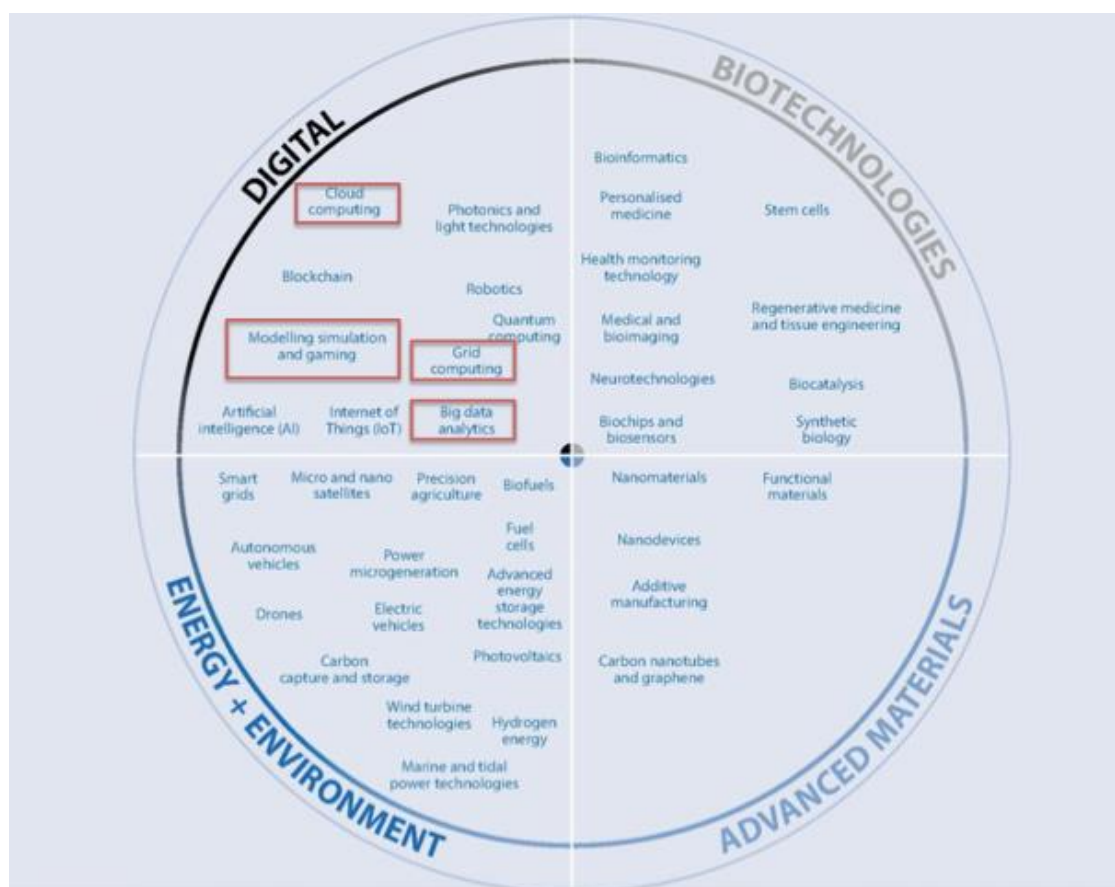 DIGITAL
Cloud
computing
Photonics and
light technologies
Blockchain
Robotics
Quantum
computing
Modelling simulation
and gaming
Grid
computing
Artificial
intelligence (AI)
Internet of
Things (IoT)
Big data
analytics
BIOTECHNOLOGIES
Bioinformatics
Personalised
medicine
Stem cells
Health monitoring
technology
Regenerative medicine
and tissue engineering
Medical and
bioimaging
Neurotechnologies
Biocatalysis
Biochips and
biosensors
Synthetic
biology
ENERGY + ENVIRONMENT
Smart
grids
Micro and nano
satellites
Precision
agriculture
Biofuels
Fuel
cells
Autonomous
vehicles
Power
microgeneration
Advanced
energy
storage
technologies
Drones
Electric
vehicles
Carbon
capture and storage
Photovoltaics
Wind turbine
technologies
Hydrogen
energy
Marine and tidal
power technologies
ADVANCED MATERIALS
Nanomaterials
Functional
materials
Nanodevices
Additive
manufacturing
Carbon nanotubes
and graphene